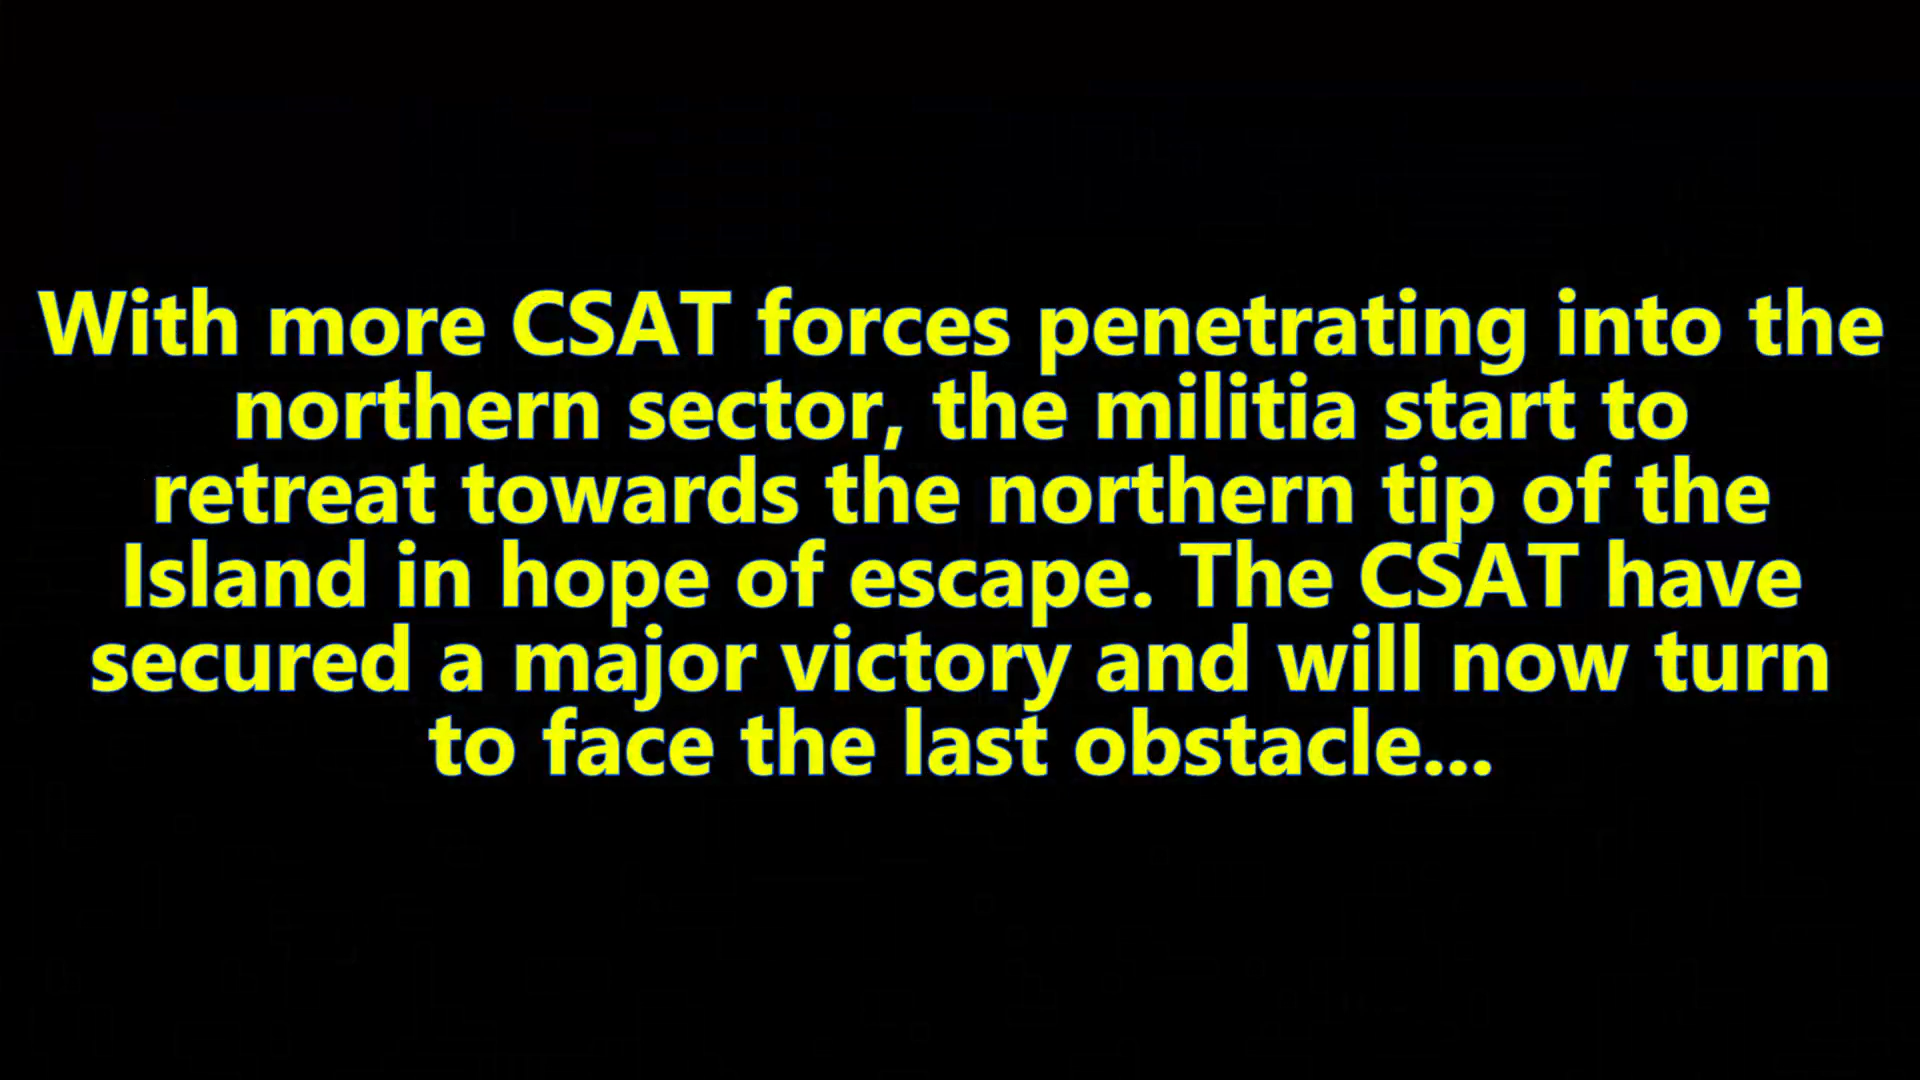 With more CSAT forces penetrating into the
northern sector, the militia start to
retreat towards the northern tip of the
Island in hope of escape. The CSAT have
secured a major victory and will now turn
to face the last obstacle...